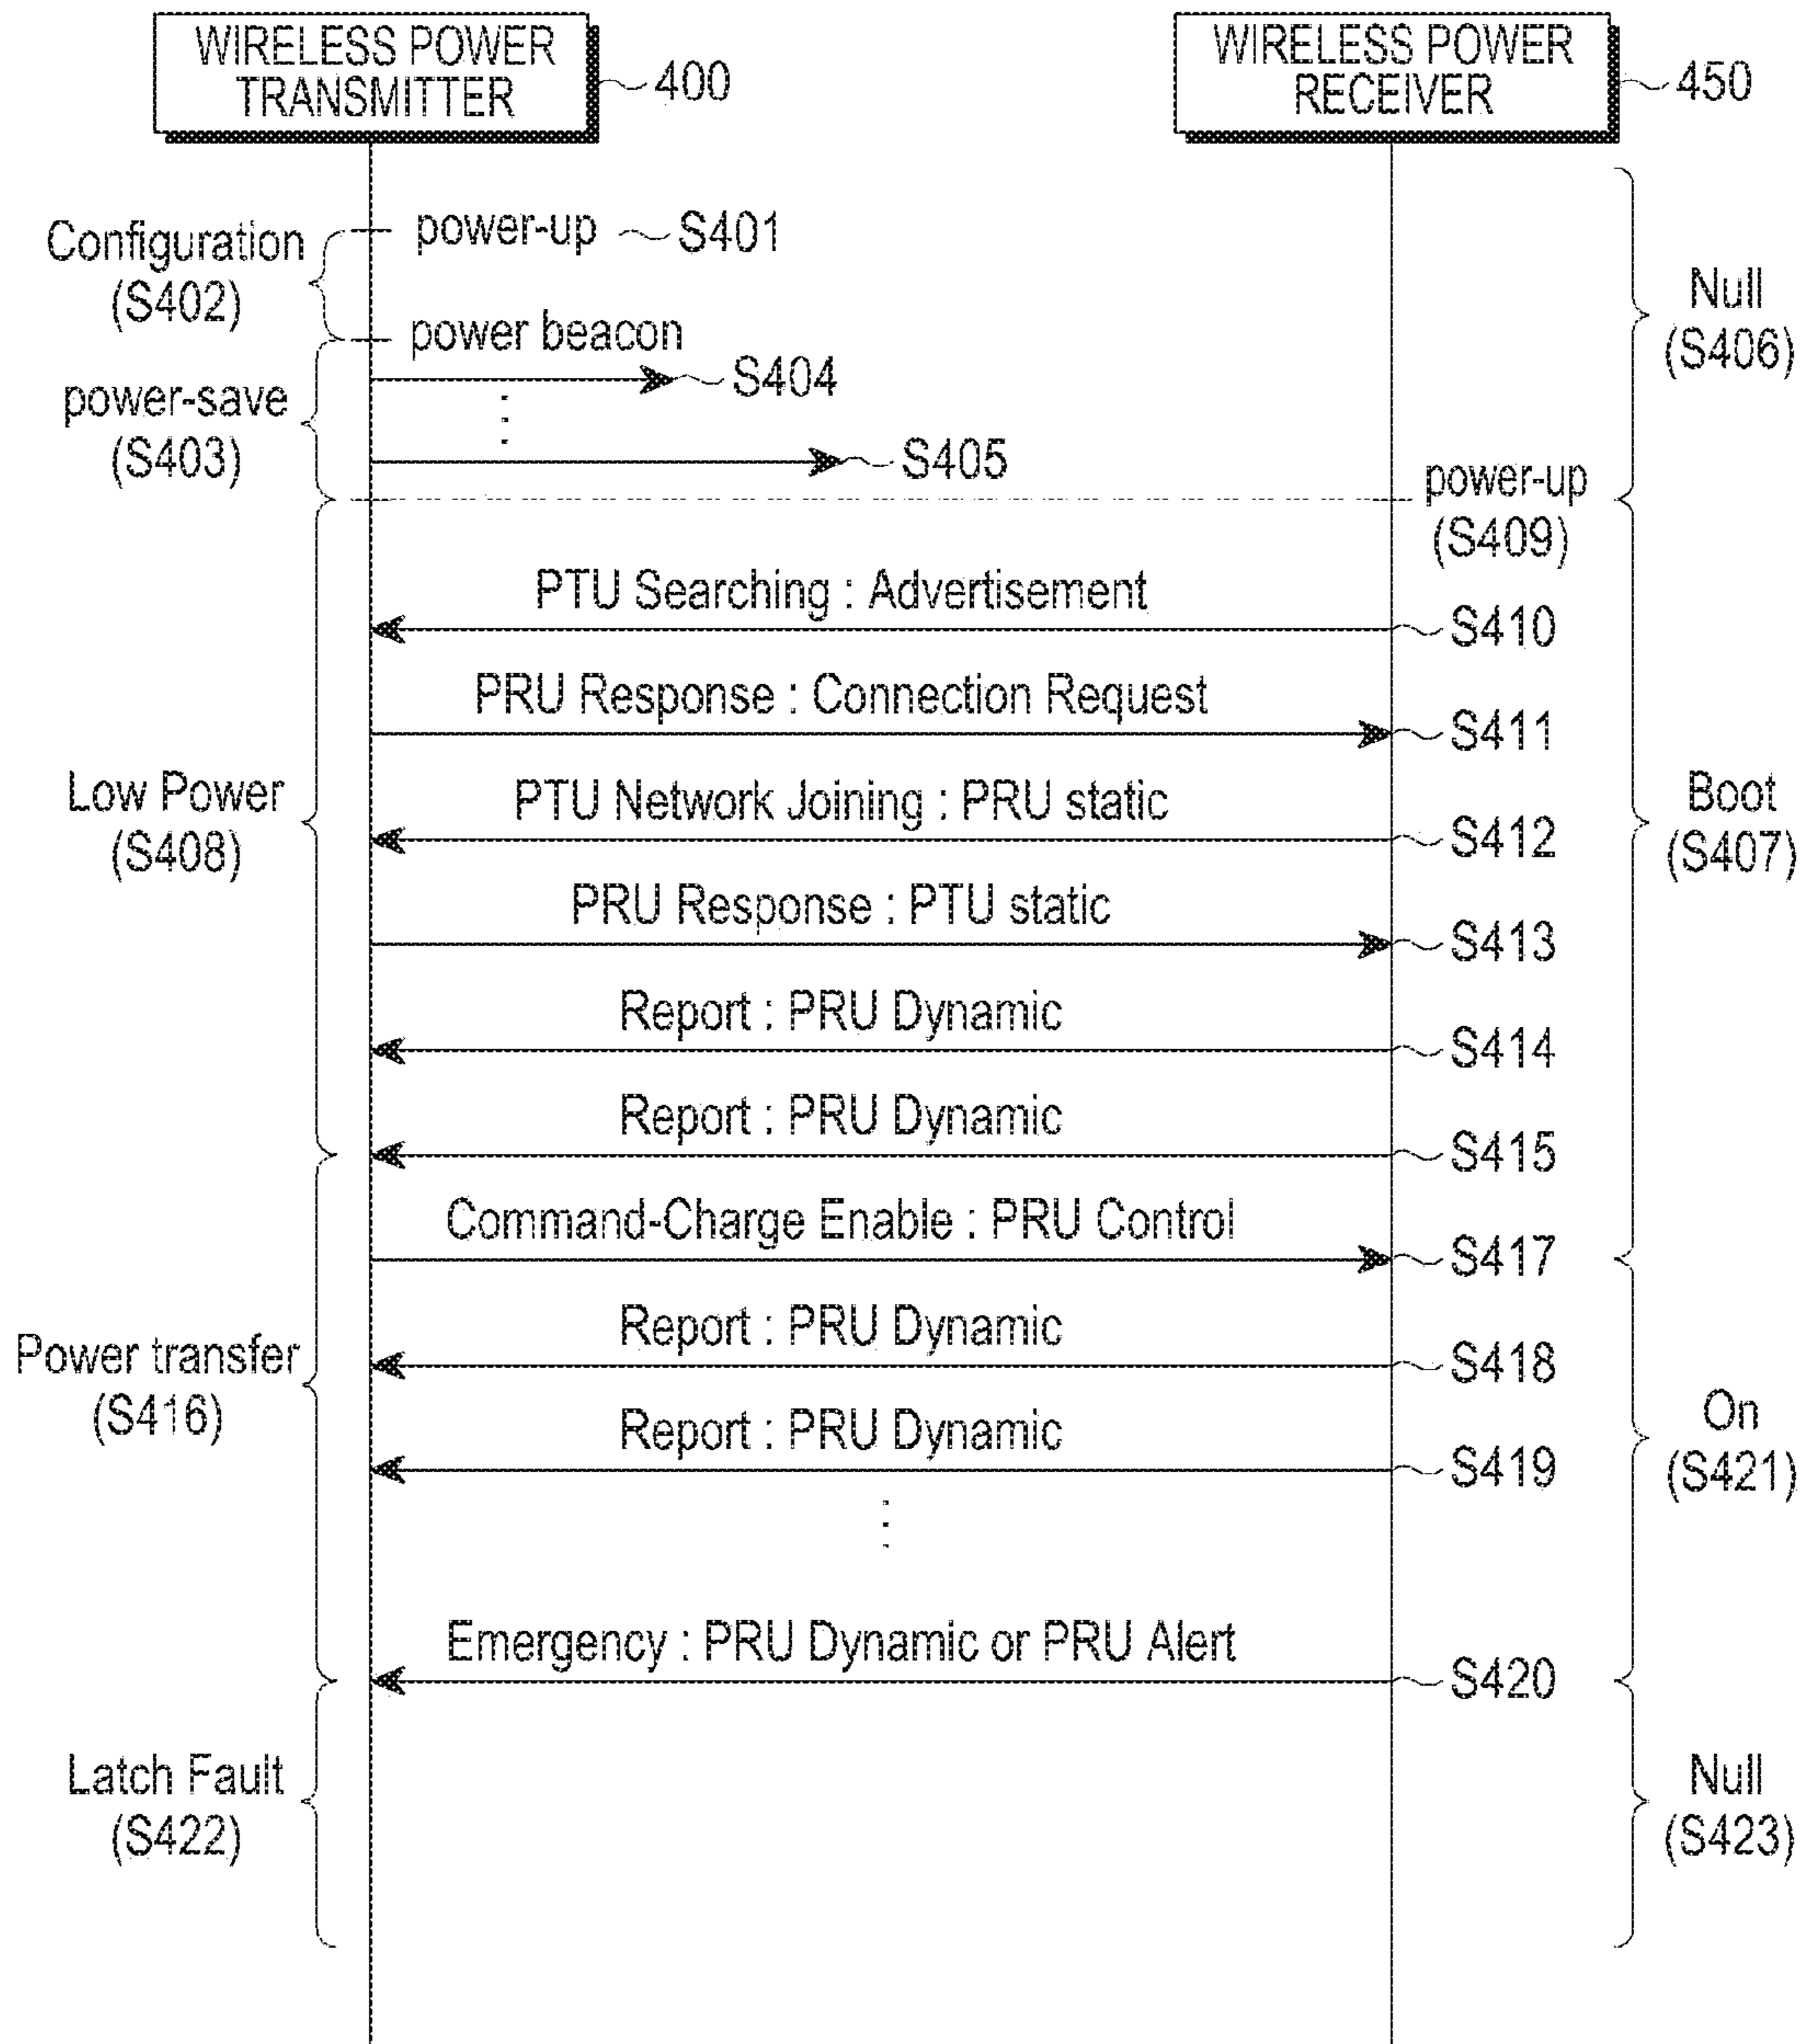 WIRELESS POWER
TRANSMITTER
400
WIRELESS POWER
RECEIVER
450
Configuration
(S402)
power-up
S401
Null
(S406)
power beacon
S404
power-save
(S403)
S405
power-up
(S409)
PTU Searching : Advertisement
S410
PRU Response : Connection Request
S411
Low Power
(S408)
PTU Network Joining : PRU static
S412
Boot
(S407)
PRU Response : PTU static
S413
Report : PRU Dynamic
S414
Report : PRU Dynamic
S415
Command-Charge Enable : PRU Control
S417
Power transfer
(S416)
Report : PRU Dynamic
S418
Report : PRU Dynamic
S419
On
(S421)
Emergency : PRU Dynamic or PRU Alert
S420
Latch Fault
(S422)
Null
(S423)